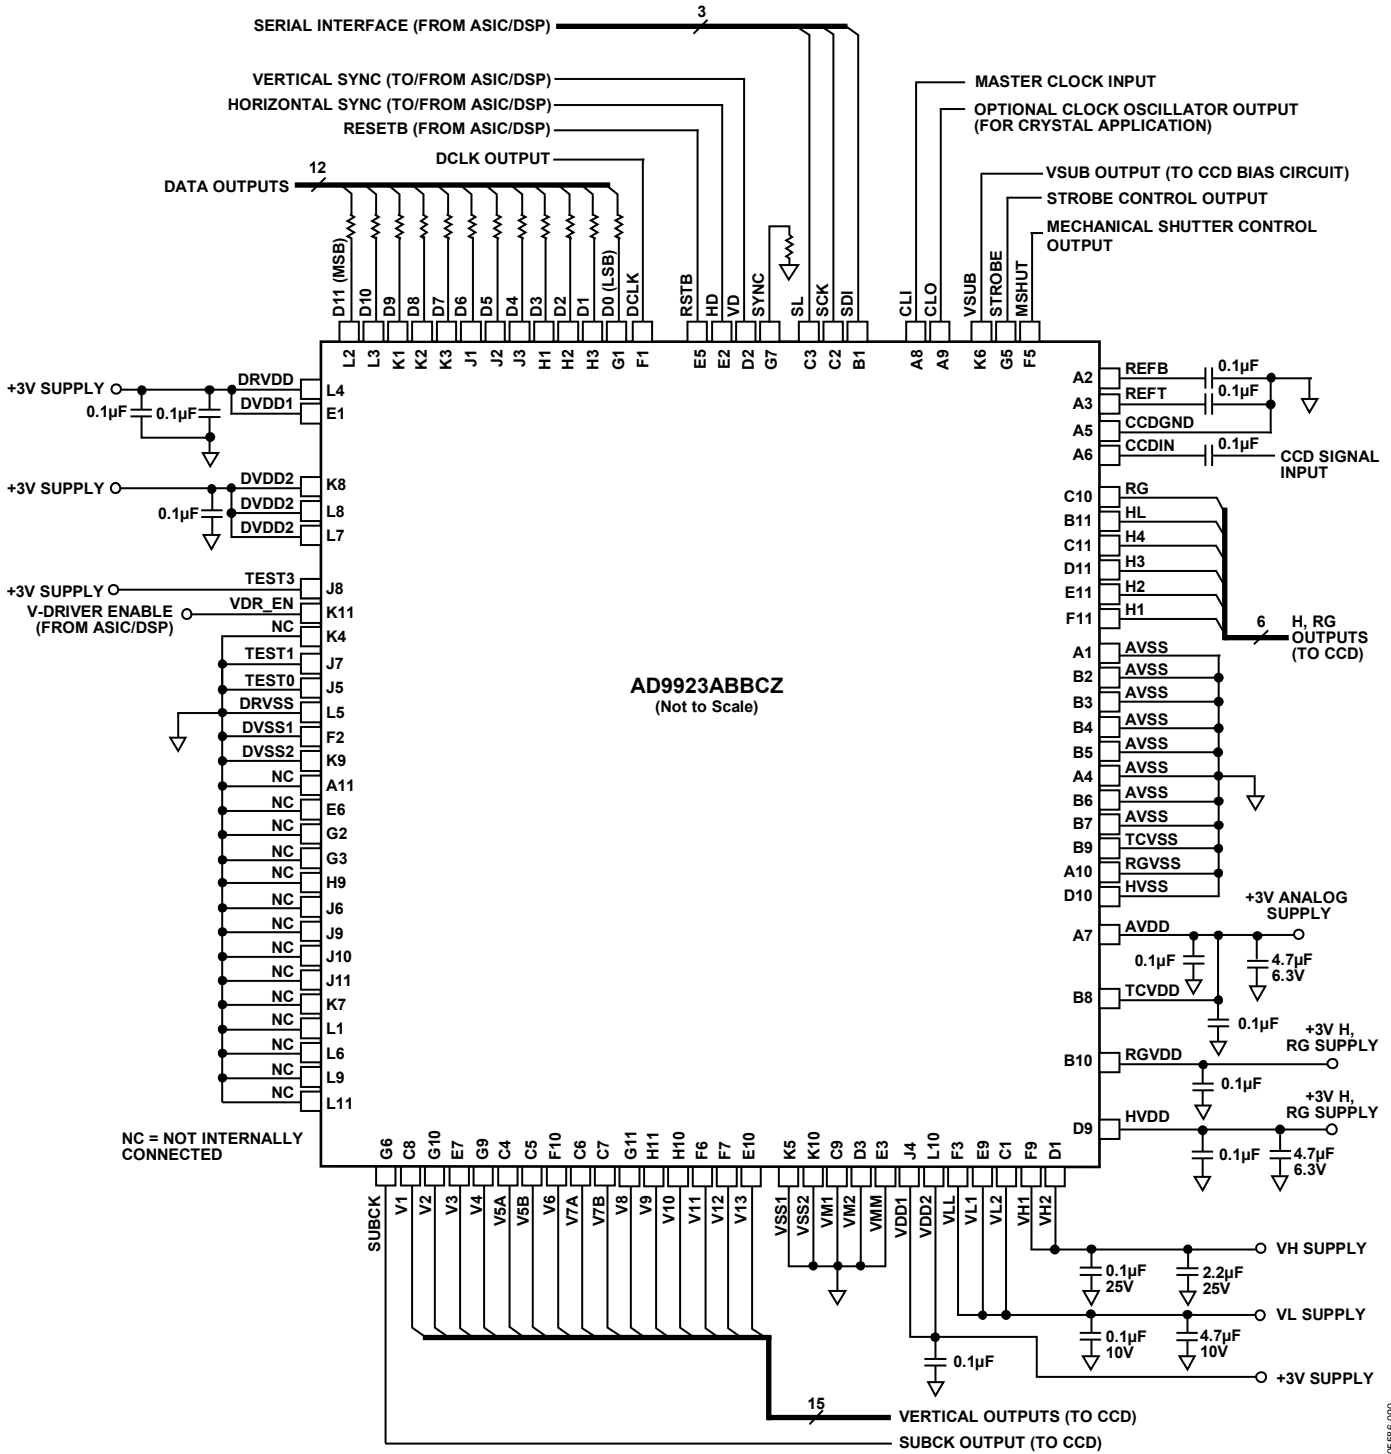 SERIAL INTERFACE (FROM ASIC/DSP)
3
VERTICAL SYNC (TO/FROM ASIC/DSP)
HORIZONTAL SYNC (TO/FROM ASIC/DSP)
RESETB (FROM ASIC/DSP)
DCLK OUTPUT
DATA OUTPUTS
12
MASTER CLOCK INPUT
OPTIONAL CLOCK OSCILLATOR OUTPUT
(FOR CRYSTAL APPLICATION)
VSUB OUTPUT (TO CCD BIAS CIRCUIT)
STROBE CONTROL OUTPUT
MECHANICAL SHUTTER CONTROL
OUTPUT
D11 (MSB)
D10
D9
D8
D7
D6
D5
D4
D3
D2
D1
D0 (LSB)
DCLK
RSTB
HD
VD
SYNC
SL
SCK
SDI
CLI
CLO
VSUB
STROBE
MSHUT
L2
L3
K1
K2
K3
J1
J2
J3
H1
H2
H3
G1
F1
E5
E2
D2
G7
C3
C2
B1
A8
A9
K6
G5
F5
+3V SUPPLY
0.1µF
0.1µF
DRVDD
L4
DVDD1
E1
+3V SUPPLY
0.1µF
DVDD2
K8
DVDD2
L8
DVDD2
L7
+3V SUPPLY
TEST3
J8
V-DRIVER ENABLE
(FROM ASIC/DSP)
VDR_EN
K11
NC
K4
TEST1
J7
TEST0
J5
DRVSS
L5
DVSS1
F2
DVSS2
K9
NC
A11
NC
E6
NC
G2
NC
G3
NC
H9
NC
J6
NC
J9
NC
J10
NC
J11
NC
K7
NC
L1
NC
L6
NC
L9
NC
L11
NC = NOT INTERNALLY
CONNECTED
AD9923ABBCZ
(Not to Scale)
A2
REFB
0.1µF
A3
REFT
0.1µF
A5
CCDGND
A6
CCDIN
0.1µF
CCD SIGNAL
INPUT
C10
RG
B11
HL
C11
H4
D11
H3
E11
H2
F11
H1
6
H, RG
OUTPUTS
(TO CCD)
A1
AVSS
B2
AVSS
B3
AVSS
B4
AVSS
B5
AVSS
A4
AVSS
B6
AVSS
B7
AVSS
B9
TCVSS
A10
RGVSS
D10
HVSS
+3V ANALOG
SUPPLY
A7
AVDD
0.1µF
4.7µF
6.3V
B8
TCVDD
0.1µF
+3V H,
RG SUPPLY
B10
RGVDD
0.1µF
+3V H,
RG SUPPLY
D9
HVDD
0.1µF
4.7µF
6.3V
G6
C8
G10
E7
G9
C4
C5
F10
C6
C7
G11
H11
H10
F6
F7
E10
K5
K10
C9
D3
E3
J4
L10
F3
E9
C1
F9
D1
SUBCK
V1
V2
V3
V4
V5A
V5B
V6
V7A
V7B
V8
V9
V10
V11
V12
V13
VSS1
VSS2
VM1
VM2
VMM
VDD1
VDD2
VLL
VL1
VL2
VH1
VH2
VH SUPPLY
0.1µF
25V
2.2µF
25V
VL SUPPLY
0.1µF
10V
4.7µF
10V
0.1µF
+3V SUPPLY
15
VERTICAL OUTPUTS (TO CCD)
SUBCK OUTPUT (TO CCD)